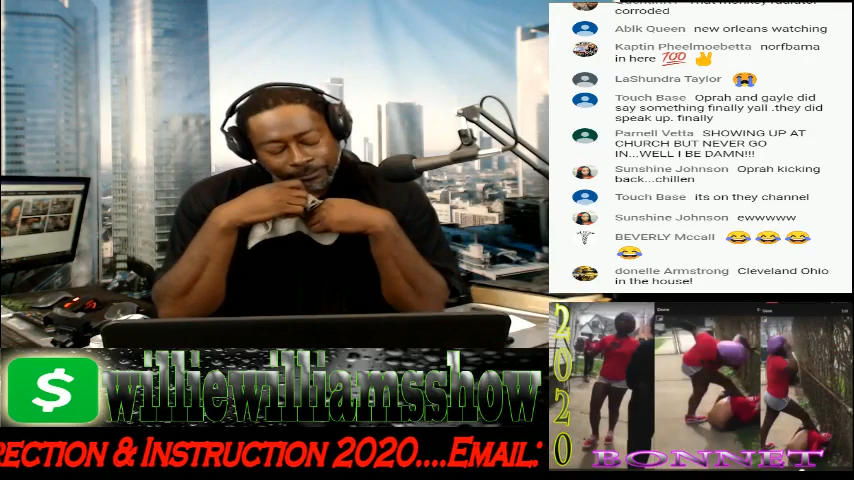 corroded
Ablk Queen new orleans watching
Kaptin Pheelmoebetta norfbama
in here 💯 ✌
LaShundra Taylor 😭
Touch Base Oprah and gayle did
say something finally yall .they did
speak up. finally
Parnell Vetta SHOWING UP AT
CHURCH BUT NEVER GO
IN...WELL I BE DAMN!!!
Sunshine Johnson Oprah kicking
back...chillen
Touch Base its on they channel
Sunshine Johnson ewwwww
BEVERLY Mccall 😂 😂 😂
😂
donelle Armstrong Cleveland Ohio
in the house!
$ williewilliamsshow
RECTION & INSTRUCTION 2020....EMAIL:
2020
BONNET